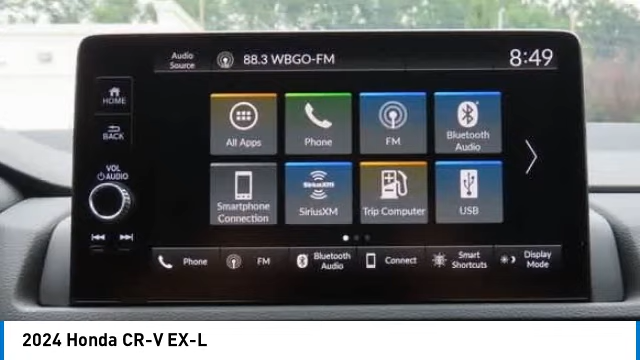 Audio
Source
88.3 WBGO-FM
8:49
HOME
BACK
VOL
AUDIO
All Apps
Phone
FM
Bluetooth
Audio
Smartphone
Connection
SiriusXM
SiriusXM
Trip Computer
USB
Phone
FM
Bluetooth
Audio
Connect
Smart
Shortcuts
Display
Mode
2024 Honda CR-V EX-L